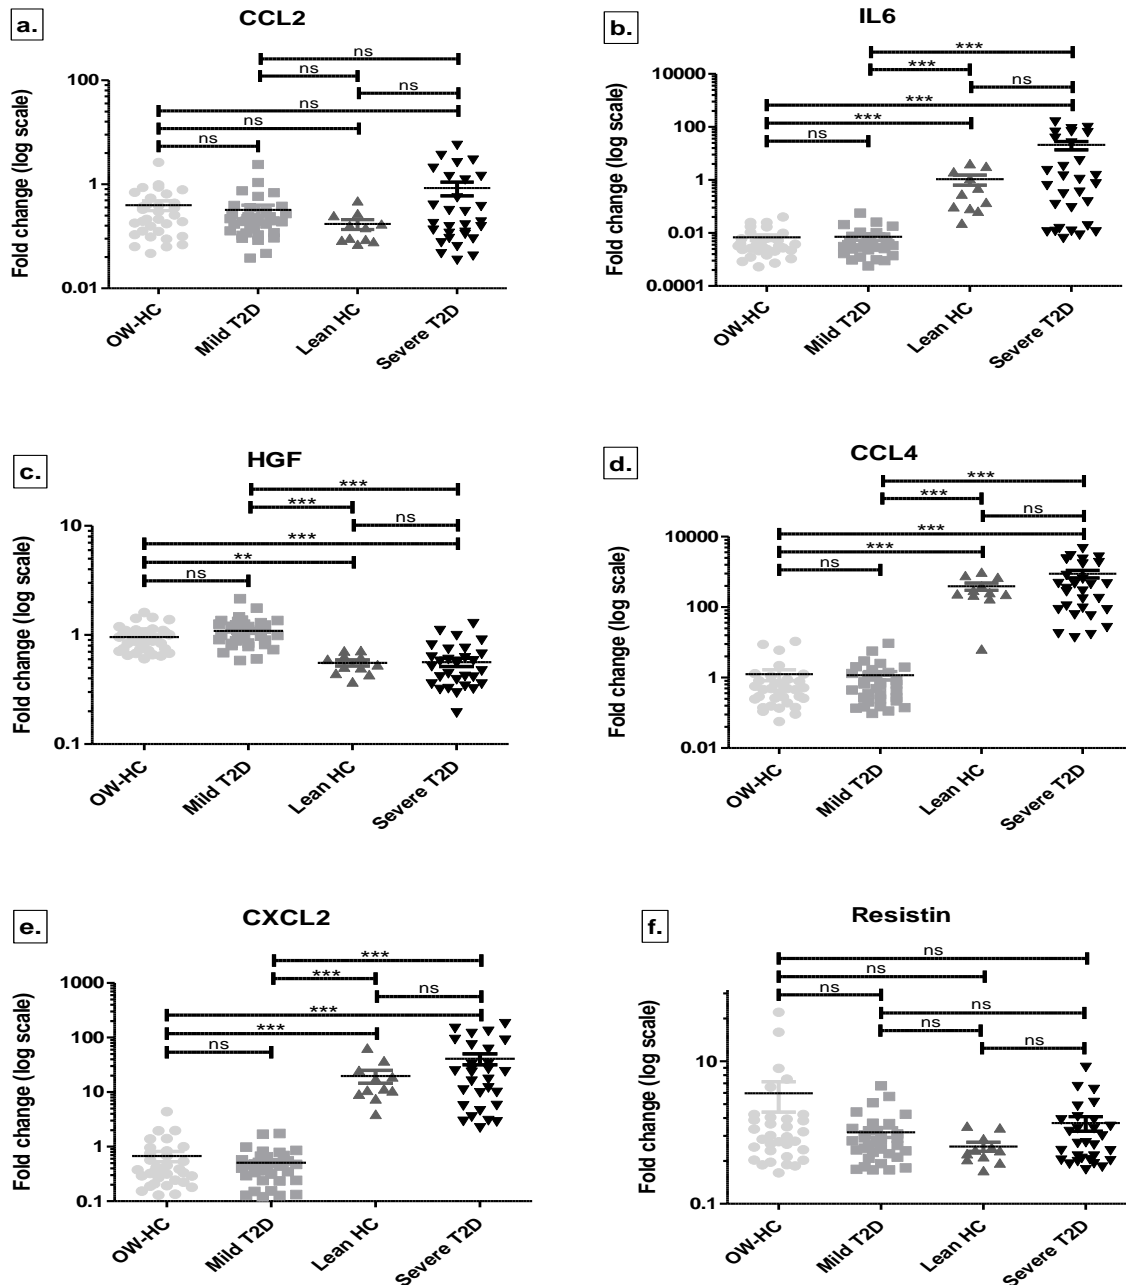 a.
CCL2
ns
ns
ns
ns
ns
ns
Fold change (log scale)
100
1
0.01
OW-HC
Mild T2D
Lean HC
Severe T2D
b.
IL6
***
***
ns
***
***
ns
Fold change (log scale)
10000
100
1
0.01
0.0001
OW-HC
Mild T2D
Lean HC
Severe T2D
c.
HGF
***
***
ns
***
**
ns
Fold change (log scale)
10
1
0.1
OW-HC
Mild T2D
Lean HC
Severe T2D
d.
CCL4
***
***
ns
***
***
ns
Fold change (log scale)
10000
100
1
0.01
OW-HC
Mild T2D
Lean HC
Severe T2D
e.
CXCL2
***
***
ns
***
***
ns
Fold change (log scale)
1000
100
10
1
0.1
OW-HC
Mild T2D
Lean HC
Severe T2D
f.
Resistin
ns
ns
ns
ns
ns
ns
Fold change (log scale)
10
0.1
OW-HC
Mild T2D
Lean HC
Severe T2D